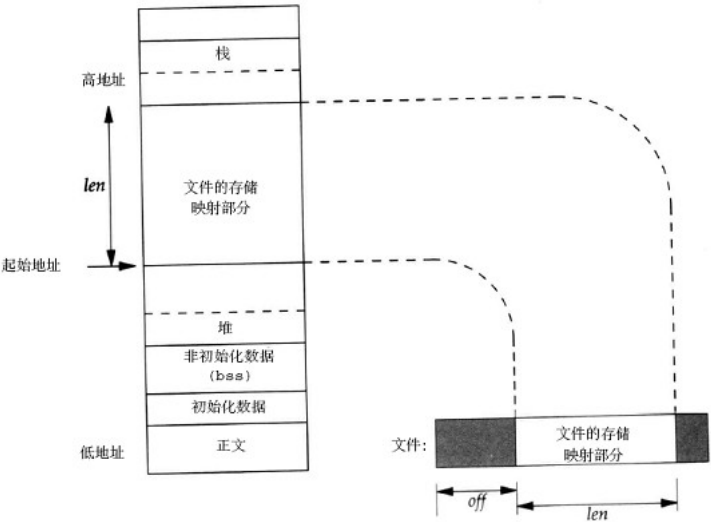 栈
高地址
len
文件的存储
映射部分
起始地址
堆
非初始化数据
(bss)
初始化数据
低地址
正文
文件:
文件的存储
映射部分
off
len